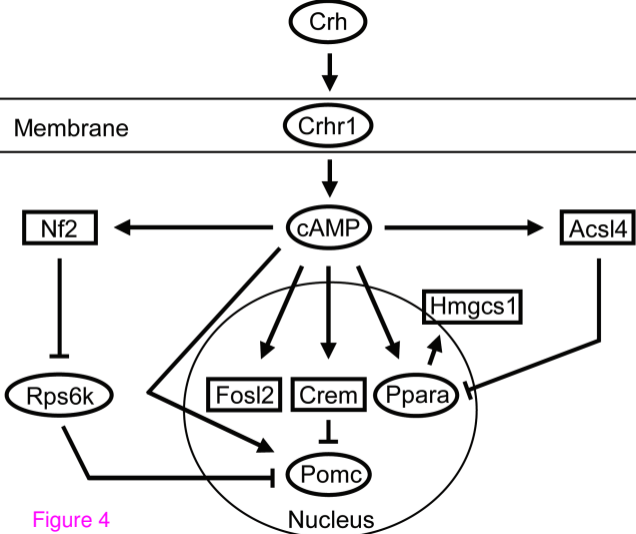 Crh
Membrane
Crhr1
Nf2
cAMP
Acsl4
Hmgcs1
Rps6k
Fosl2
Crem
Ppara
Pomc
Figure 4
Nucleus